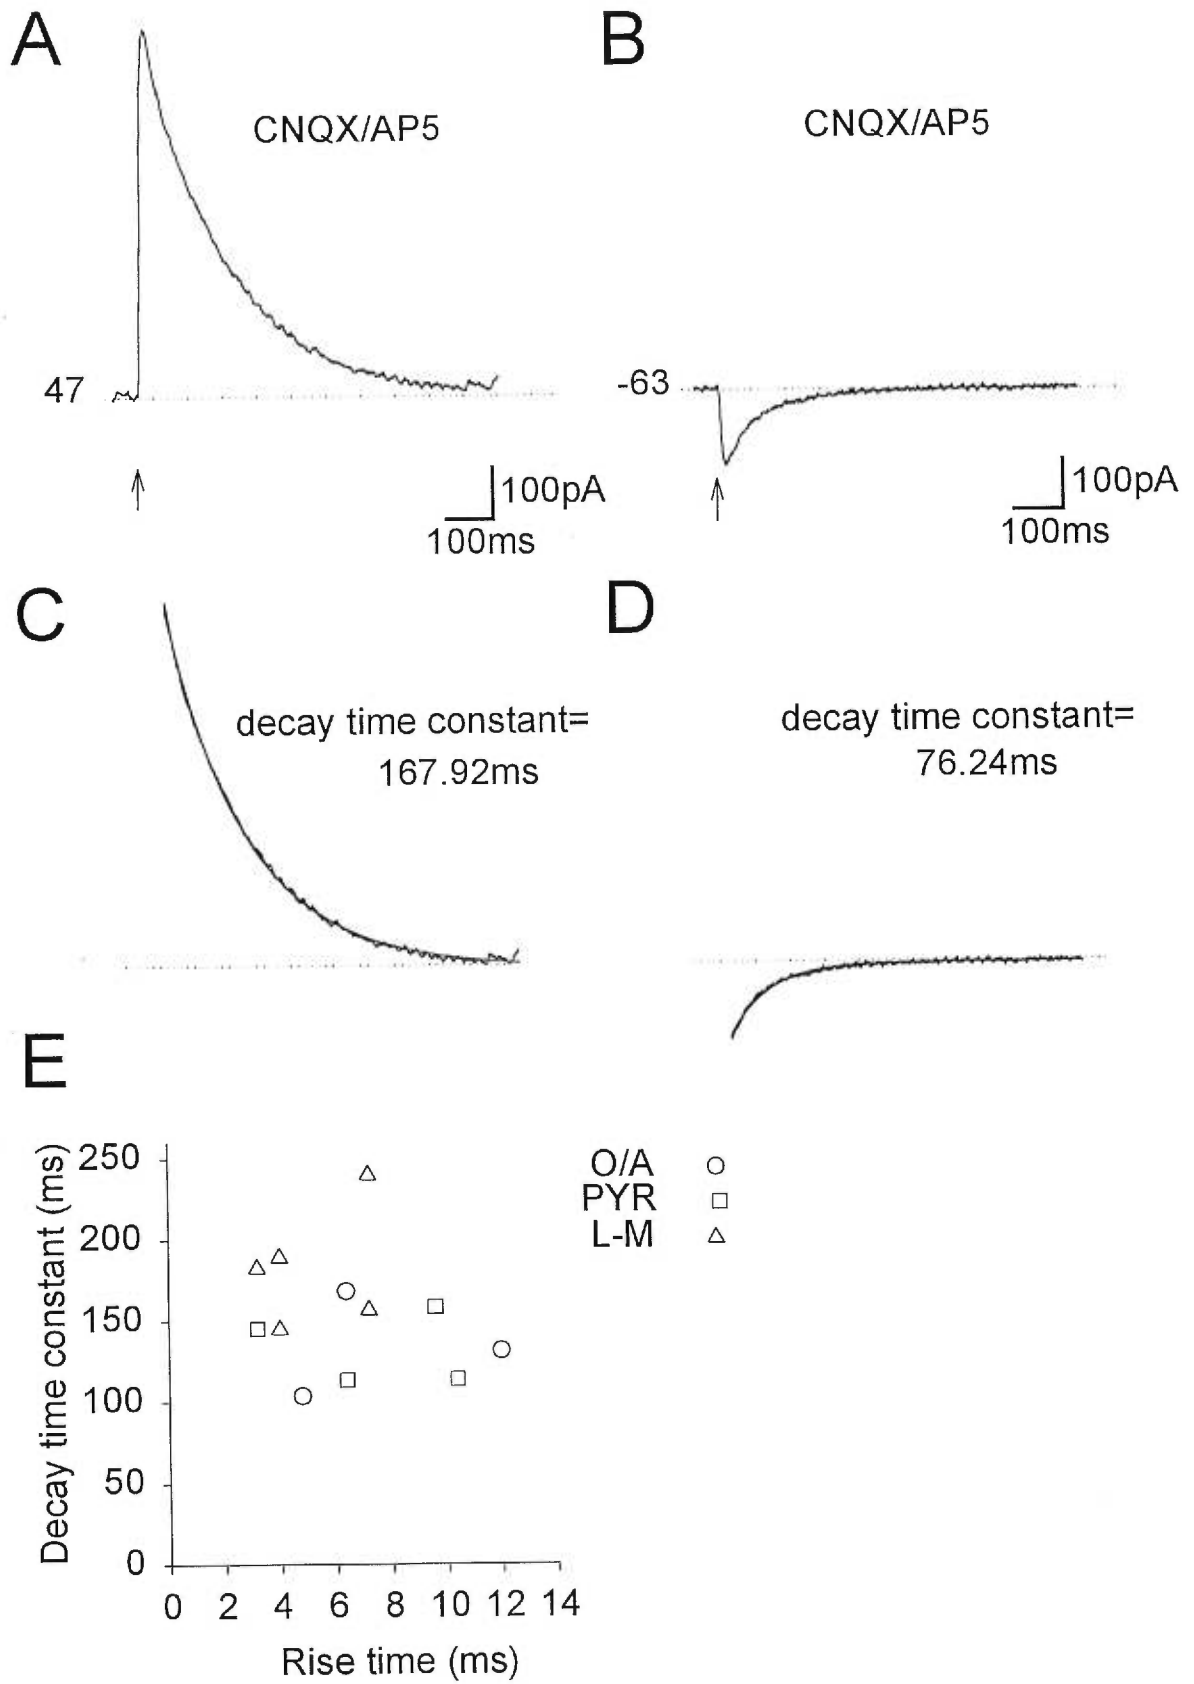 A
B
CNQX/AP5
CNQX/AP5
47
-63
100pA
100ms
100pA
100ms
C
D
decay time constant=
167.92ms
decay time constant=
76.24ms
E
Decay time constant (ms)
250
200
150
100
50
0
0 2 4 6 8 10 12 14
Rise time (ms)
O/A
PYR
L-M